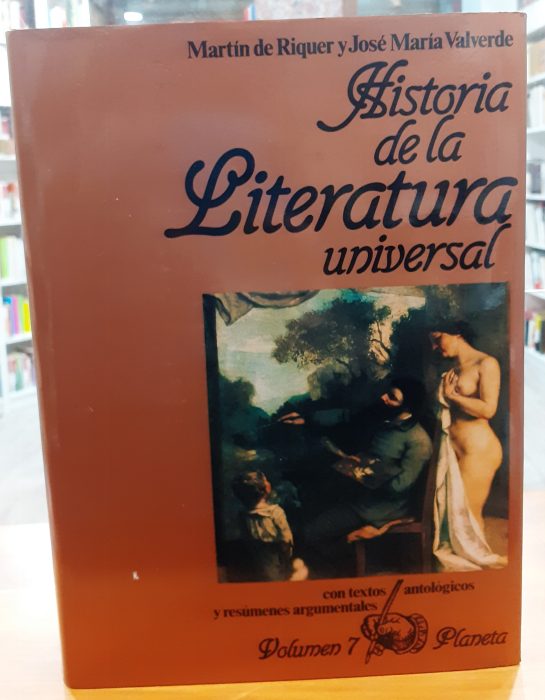 Martín de Riquer y José María Valverde
Historia
de la
Literatura
universal
con textos antológicos
y resúmenes argumentales
Volumen 7 Planeta